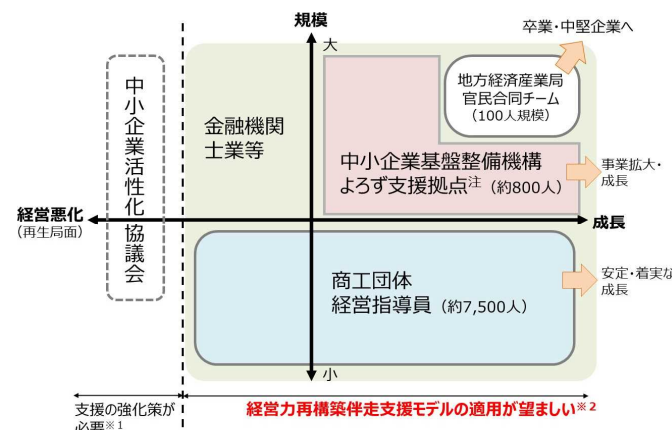 規模
大
卒業・中堅企業へ
地方経済産業局
官民合同チーム
（100人規模）
中小企業活性化協議会
金融機関
士業等
中小企業基盤整備機構
よろず支援拠点注（約800人）
事業拡大・
成長
経営悪化
（再生局面）
成長
商工団体
経営指導員（約7,500人）
安定・着実な
成長
小
支援の強化策が
必要※1
経営力再構築伴走支援モデルの適用が望ましい※2